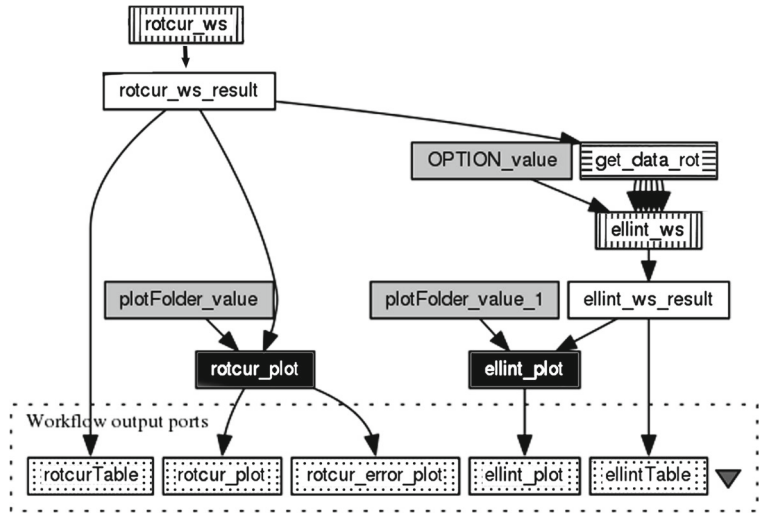 rotcur_ws
rotcur_ws_result
OPTION_value
get_data_rot
ellint_ws
plotFolder_value
plotFolder_value_1
ellint_ws_result
rotcur_plot
ellint_plot
Workflow output ports
rotcurTable
rotcur_plot
rotcur_error_plot
ellint_plot
ellintTable